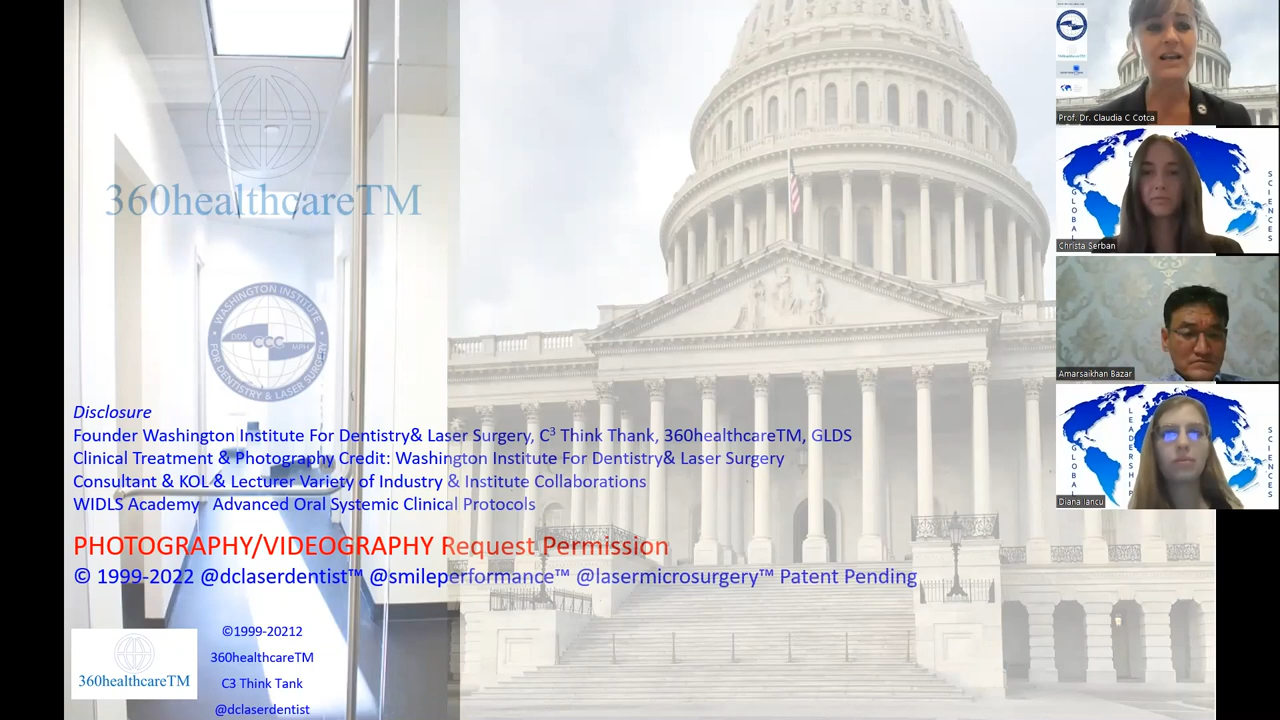 360healthcareTM
WASHINGTON INSTITUTE
DDS CCC MPH
FOR DENTISTRY & LASER SURGERY
Disclosure
Founder Washington Institute For Dentistry& Laser Surgery, C³ Think Thank, 360healthcareTM, GLDS
Clinical Treatment & Photography Credit: Washington Institute For Dentistry& Laser Surgery
Consultant & KOL & Lecturer Variety of Industry & Institute Collaborations
WIDLS Academy Advanced Oral Systemic Clinical Protocols
PHOTOGRAPHY/VIDEOGRAPHY Request Permission
© 1999-2022 @dclaserdentist™ @smileperformance™ @lasermicrosurgery™ Patent Pending
360healthcareTM
©1999-20212
360healthcareTM
C3 Think Tank
@dclaserdentist
Prof. Dr. Claudia C Cotca
GLOBAL
SCIENCES
Christa Serban
Amarsaikhan Bazar
GLOBAL
LEADERSHIP
SCIENCES
Diana Iancu